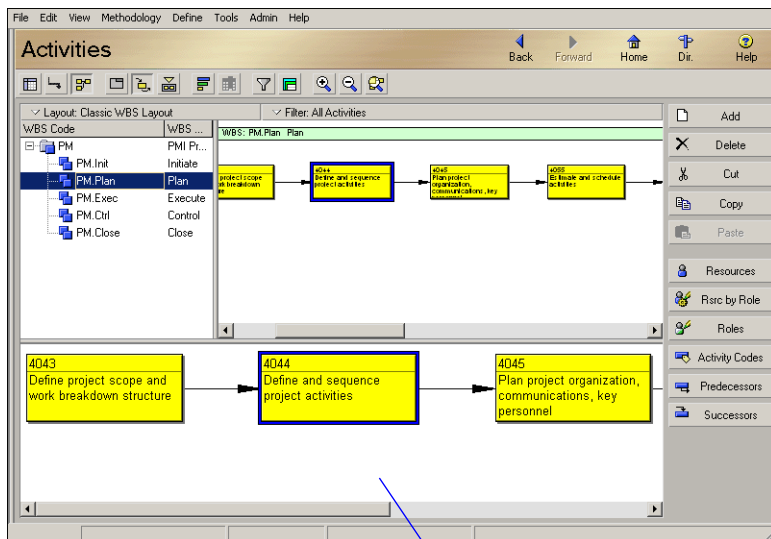 File Edit View Methodology Define Tools Admin Help
Activities
Back Forward Home Dir. Help
Layout: Classic WBS Layout
Filter: All Activities
WBS Code WBS ...
PM PMI Pr...
PM.Init Initiate
PM.Plan Plan
PM.Exec Execute
PM.Ctrl Control
PM.Close Close
WBS: PM.Plan Plan
project scope
work breakdown
4044
Define and sequence
project activities
4045
Plan project
organization,
communications, key
personnel
4055
Estimate and schedule
activities
4043
Define project scope and
work breakdown structure
4044
Define and sequence
project activities
4045
Plan project organization,
communications, key
personnel
Add
Delete
Cut
Copy
Paste
Resources
Rsrc by Role
Roles
Activity Codes
Predecessors
Successors